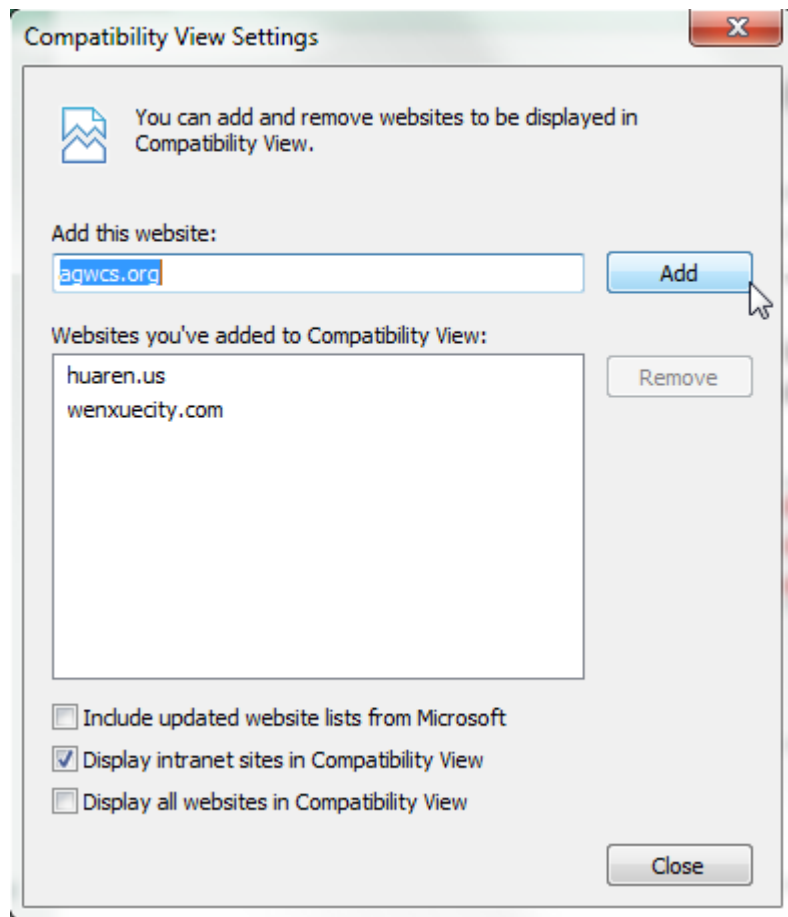 Compatibility View Settings
You can add and remove websites to be displayed in
Compatibility View.
Add this website:
agwcs.org
Add
Websites you've added to Compatibility View:
huaren.us
wenxuecity.com
Remove
Include updated website lists from Microsoft
Display intranet sites in Compatibility View
Display all websites in Compatibility View
Close